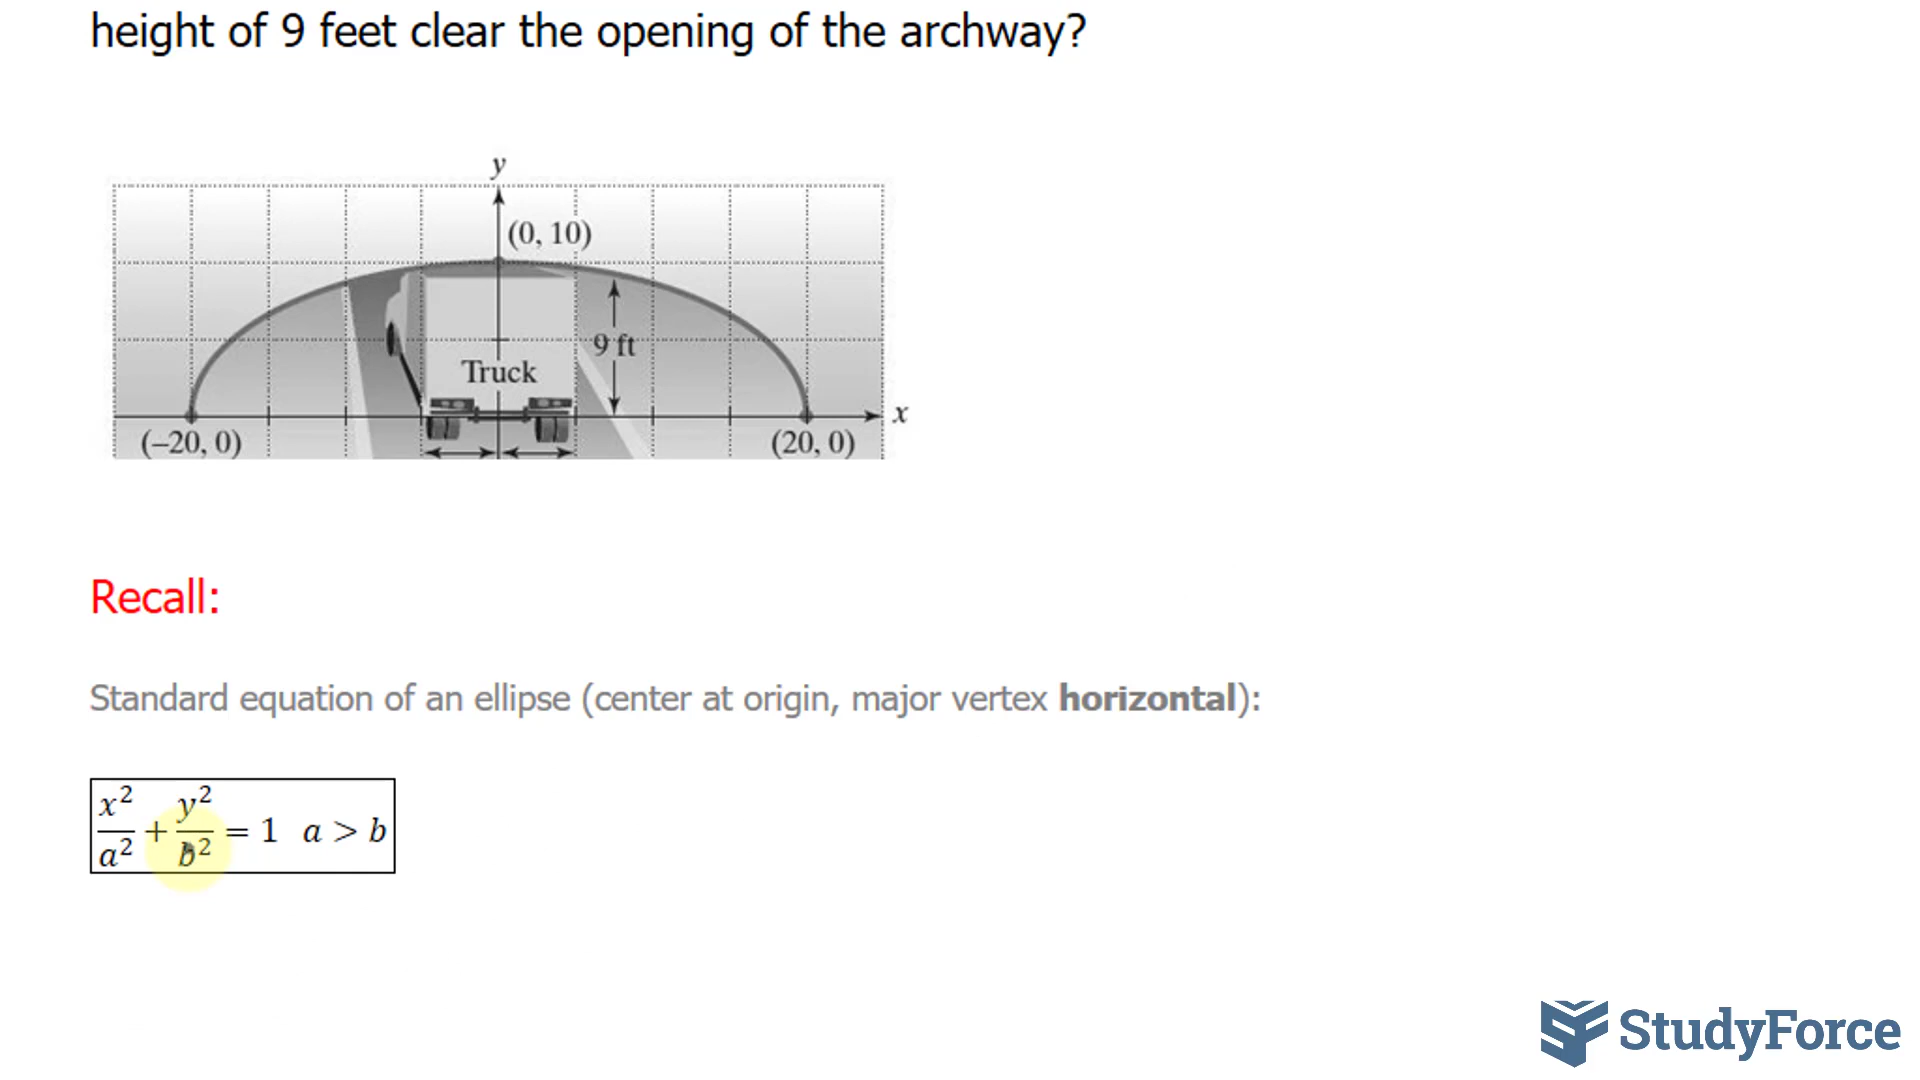 height of 9 feet clear the opening of the archway?
y
(0, 10)
9 ft
Truck
x
(–20, 0)
(20, 0)
Recall:
Standard equation of an ellipse (center at origin, major vertex horizontal):
x²/a² + y²/b² = 1 a > b
StudyForce